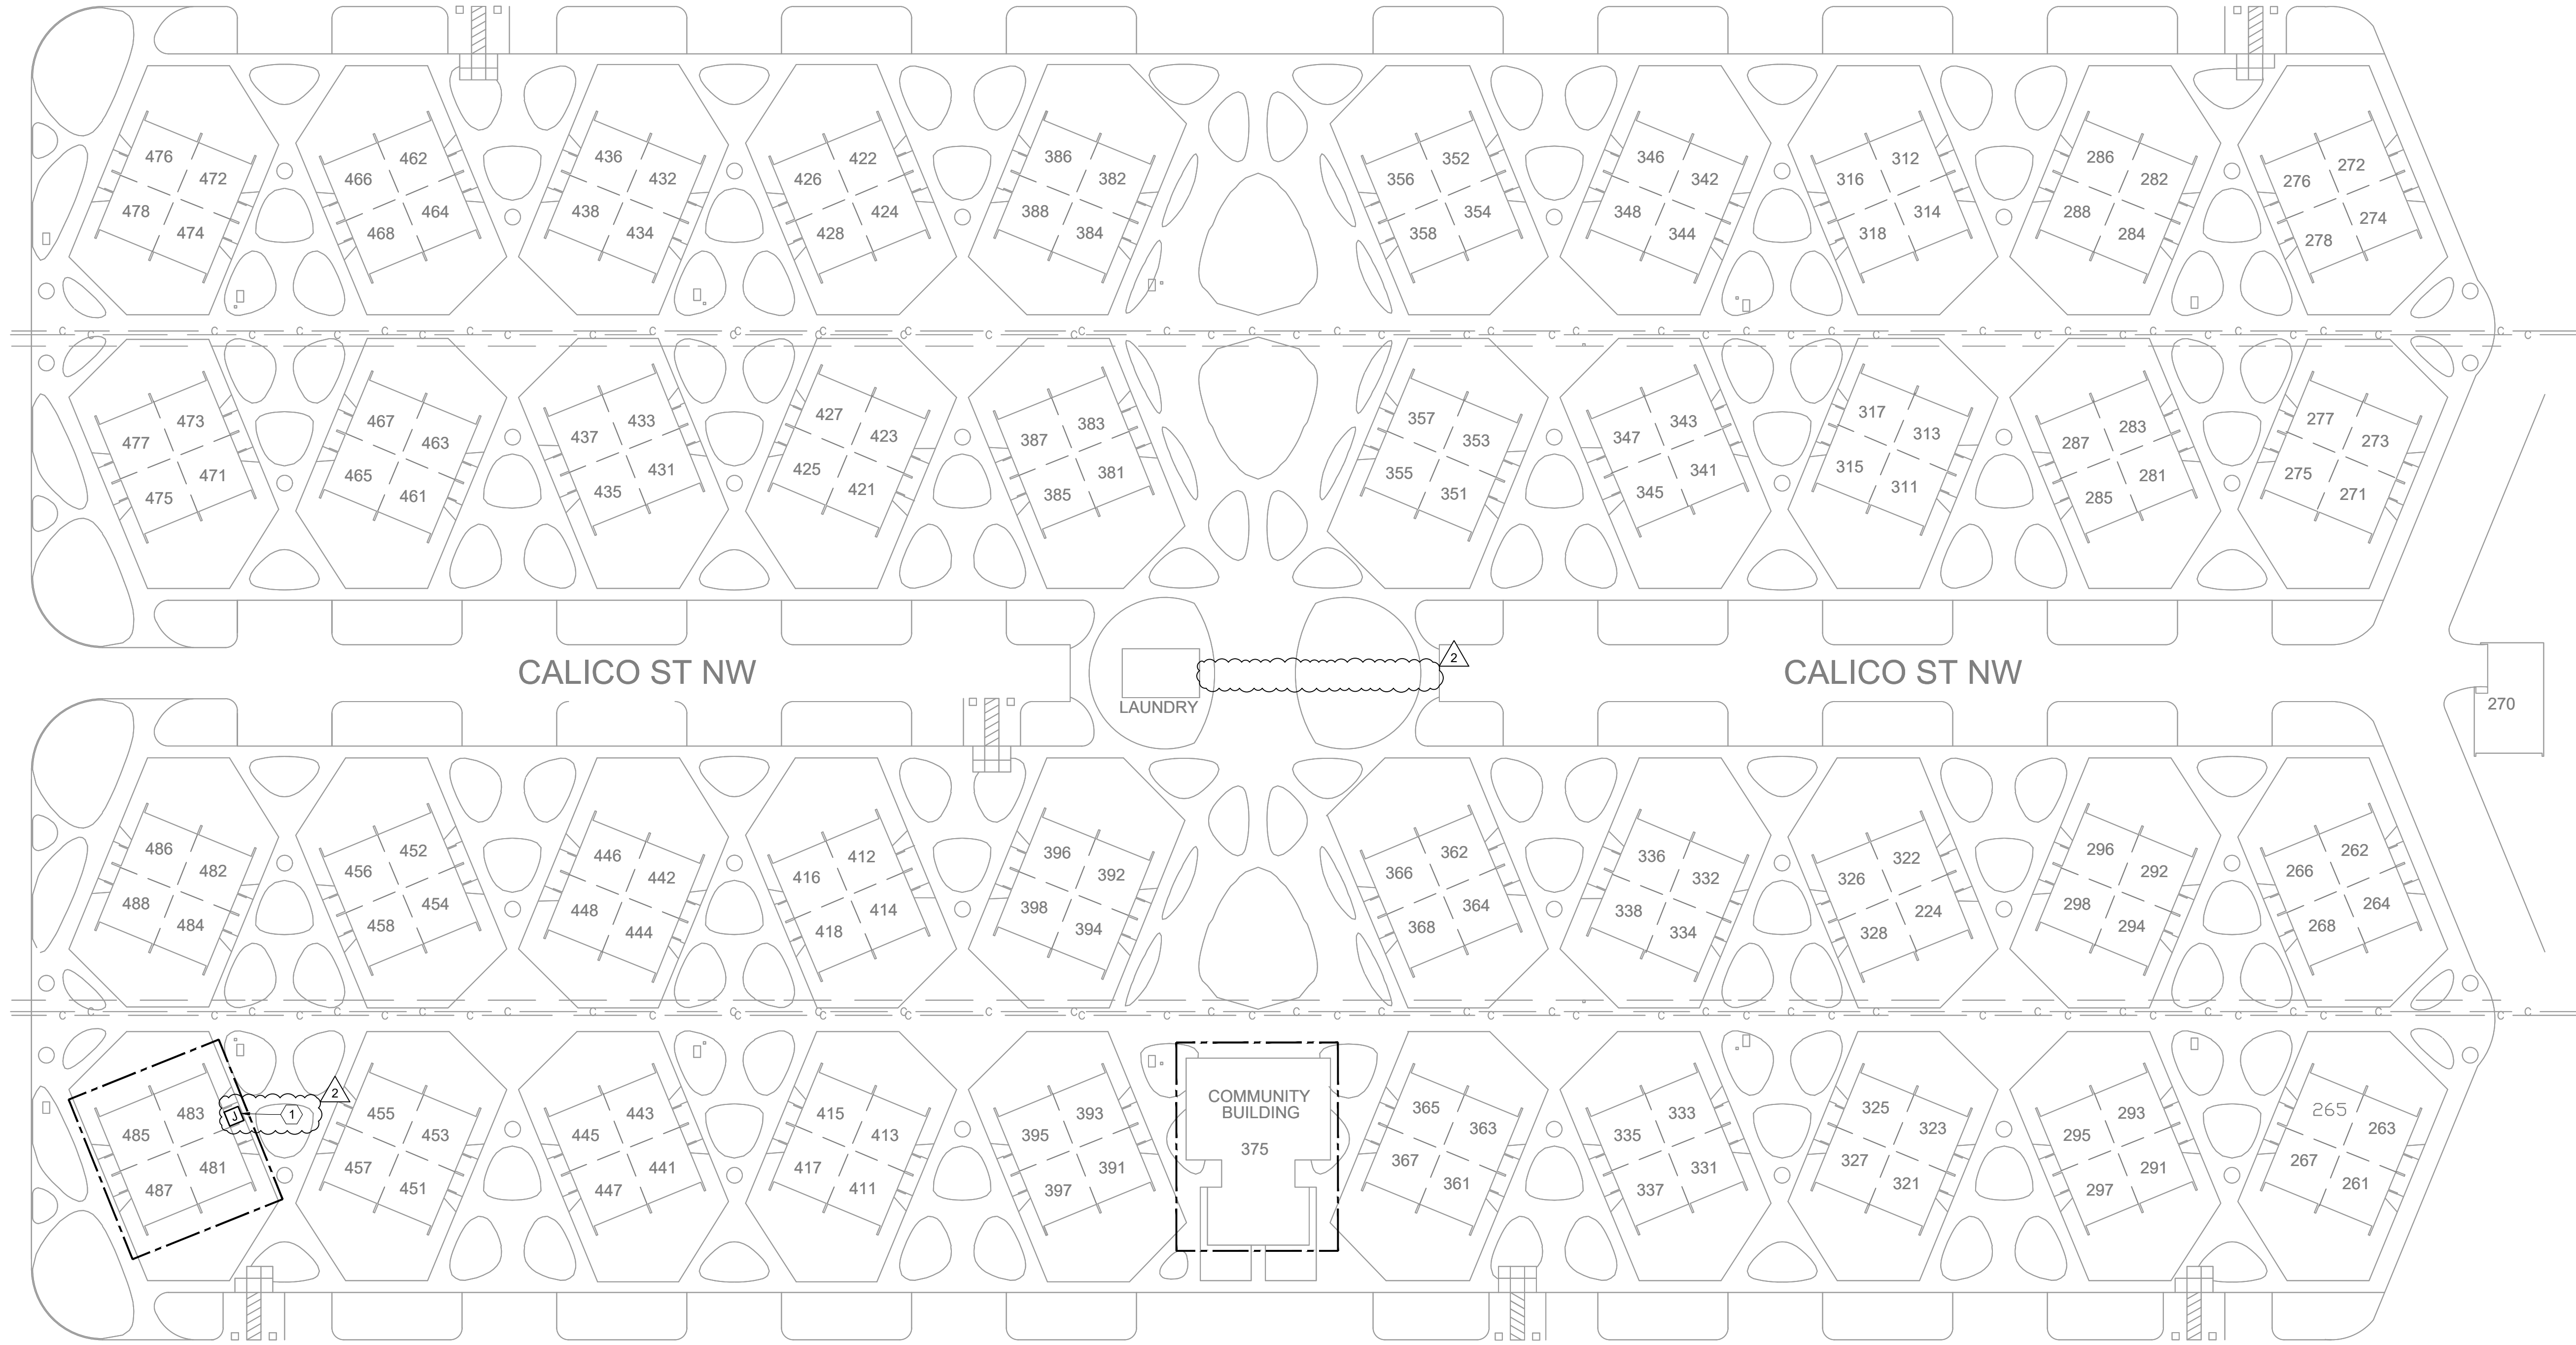 476 462 436 422 386 352 346 312 286 272
472 466 432 426 382 356 342 316 282 276
478 464 438 424 388 354 348 314 288 274
474 468 434 428 384 358 344 318 284 278
C C C C C C C C C C C C C C C C C C C C C C C C C C C C C C C C C C C C C
473 467 433 427 383 357 343 317 283 277
477 463 437 423 387 353 347 313 287 273
471 465 431 425 381 355 341 315 281 275
475 461 435 421 385 351 345 311 285 271
CALICO ST NW
2
CALICO ST NW
LAUNDRY
270
486 452 446 412 396 362 336 322 296 262
482 456 442 416 392 366 332 326 292 266
488 454 448 414 398 364 338 224 298 264
484 458 444 418 394 368 334 328 294 268
C C C C C C C C C C C C C C C C C C C C C C C C C C C C C C C C C C C C C
2
J 1
483 455 443 415 393 365 333 325 293 265
485 453 445 413 395 363 335 323 295 263
481 457 441 417 391 367 331 327 291 267
487 451 447 411 397 361 337 321 297 261
COMMUNITY
BUILDING
375